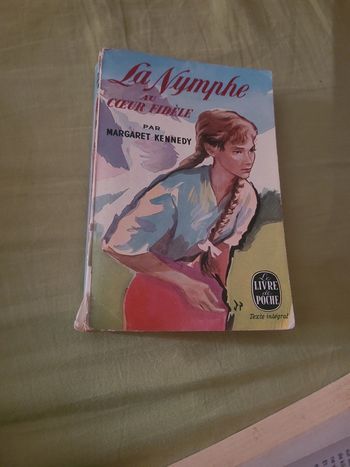 La Nymphe
AU
CŒUR FIDÈLE
PAR
MARGARET KENNEDY
Le
LIVRE
de
POCHE
Texte intégral